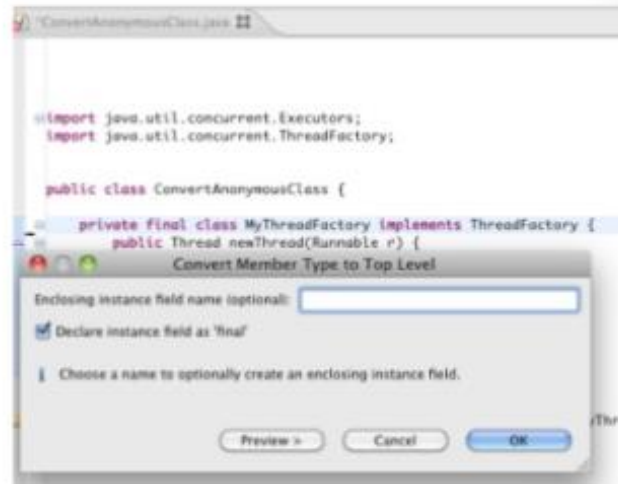 *ConvertAnonymousClass.java
import java.util.concurrent.Executors;
import java.util.concurrent.ThreadFactory;
public class ConvertAnonymousClass {
private final class MyThreadFactory implements ThreadFactory {
public Thread newThread(Runnable r) {
Convert Member Type to Top Level
Enclosing instance field name (optional):
Declare instance field as 'final'
Choose a name to optionally create an enclosing instance field.
Preview >
Cancel
OK